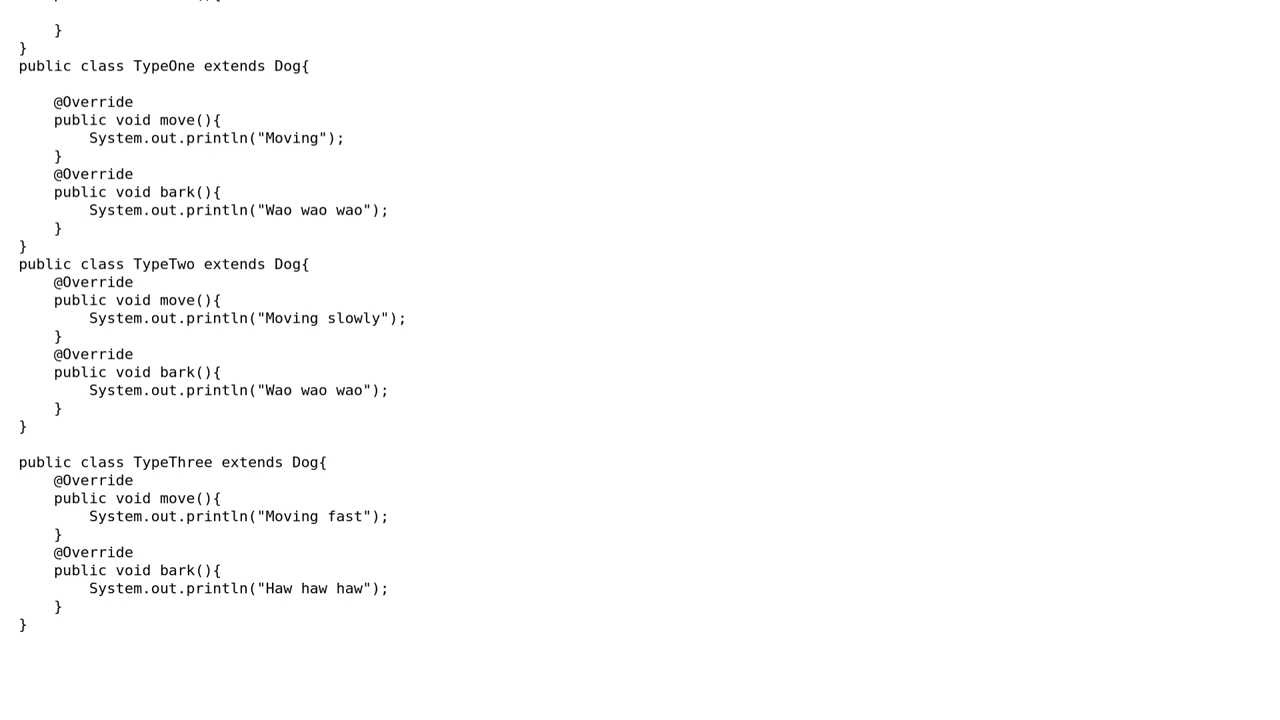 }
}
public class TypeOne extends Dog{

    @Override
    public void move(){
        System.out.println("Moving");
    }
    @Override
    public void bark(){
        System.out.println("Wao wao wao");
    }
}
public class TypeTwo extends Dog{
    @Override
    public void move(){
        System.out.println("Moving slowly");
    }
    @Override
    public void bark(){
        System.out.println("Wao wao wao");
    }
}

public class TypeThree extends Dog{
    @Override
    public void move(){
        System.out.println("Moving fast");
    }
    @Override
    public void bark(){
        System.out.println("Haw haw haw");
    }
}